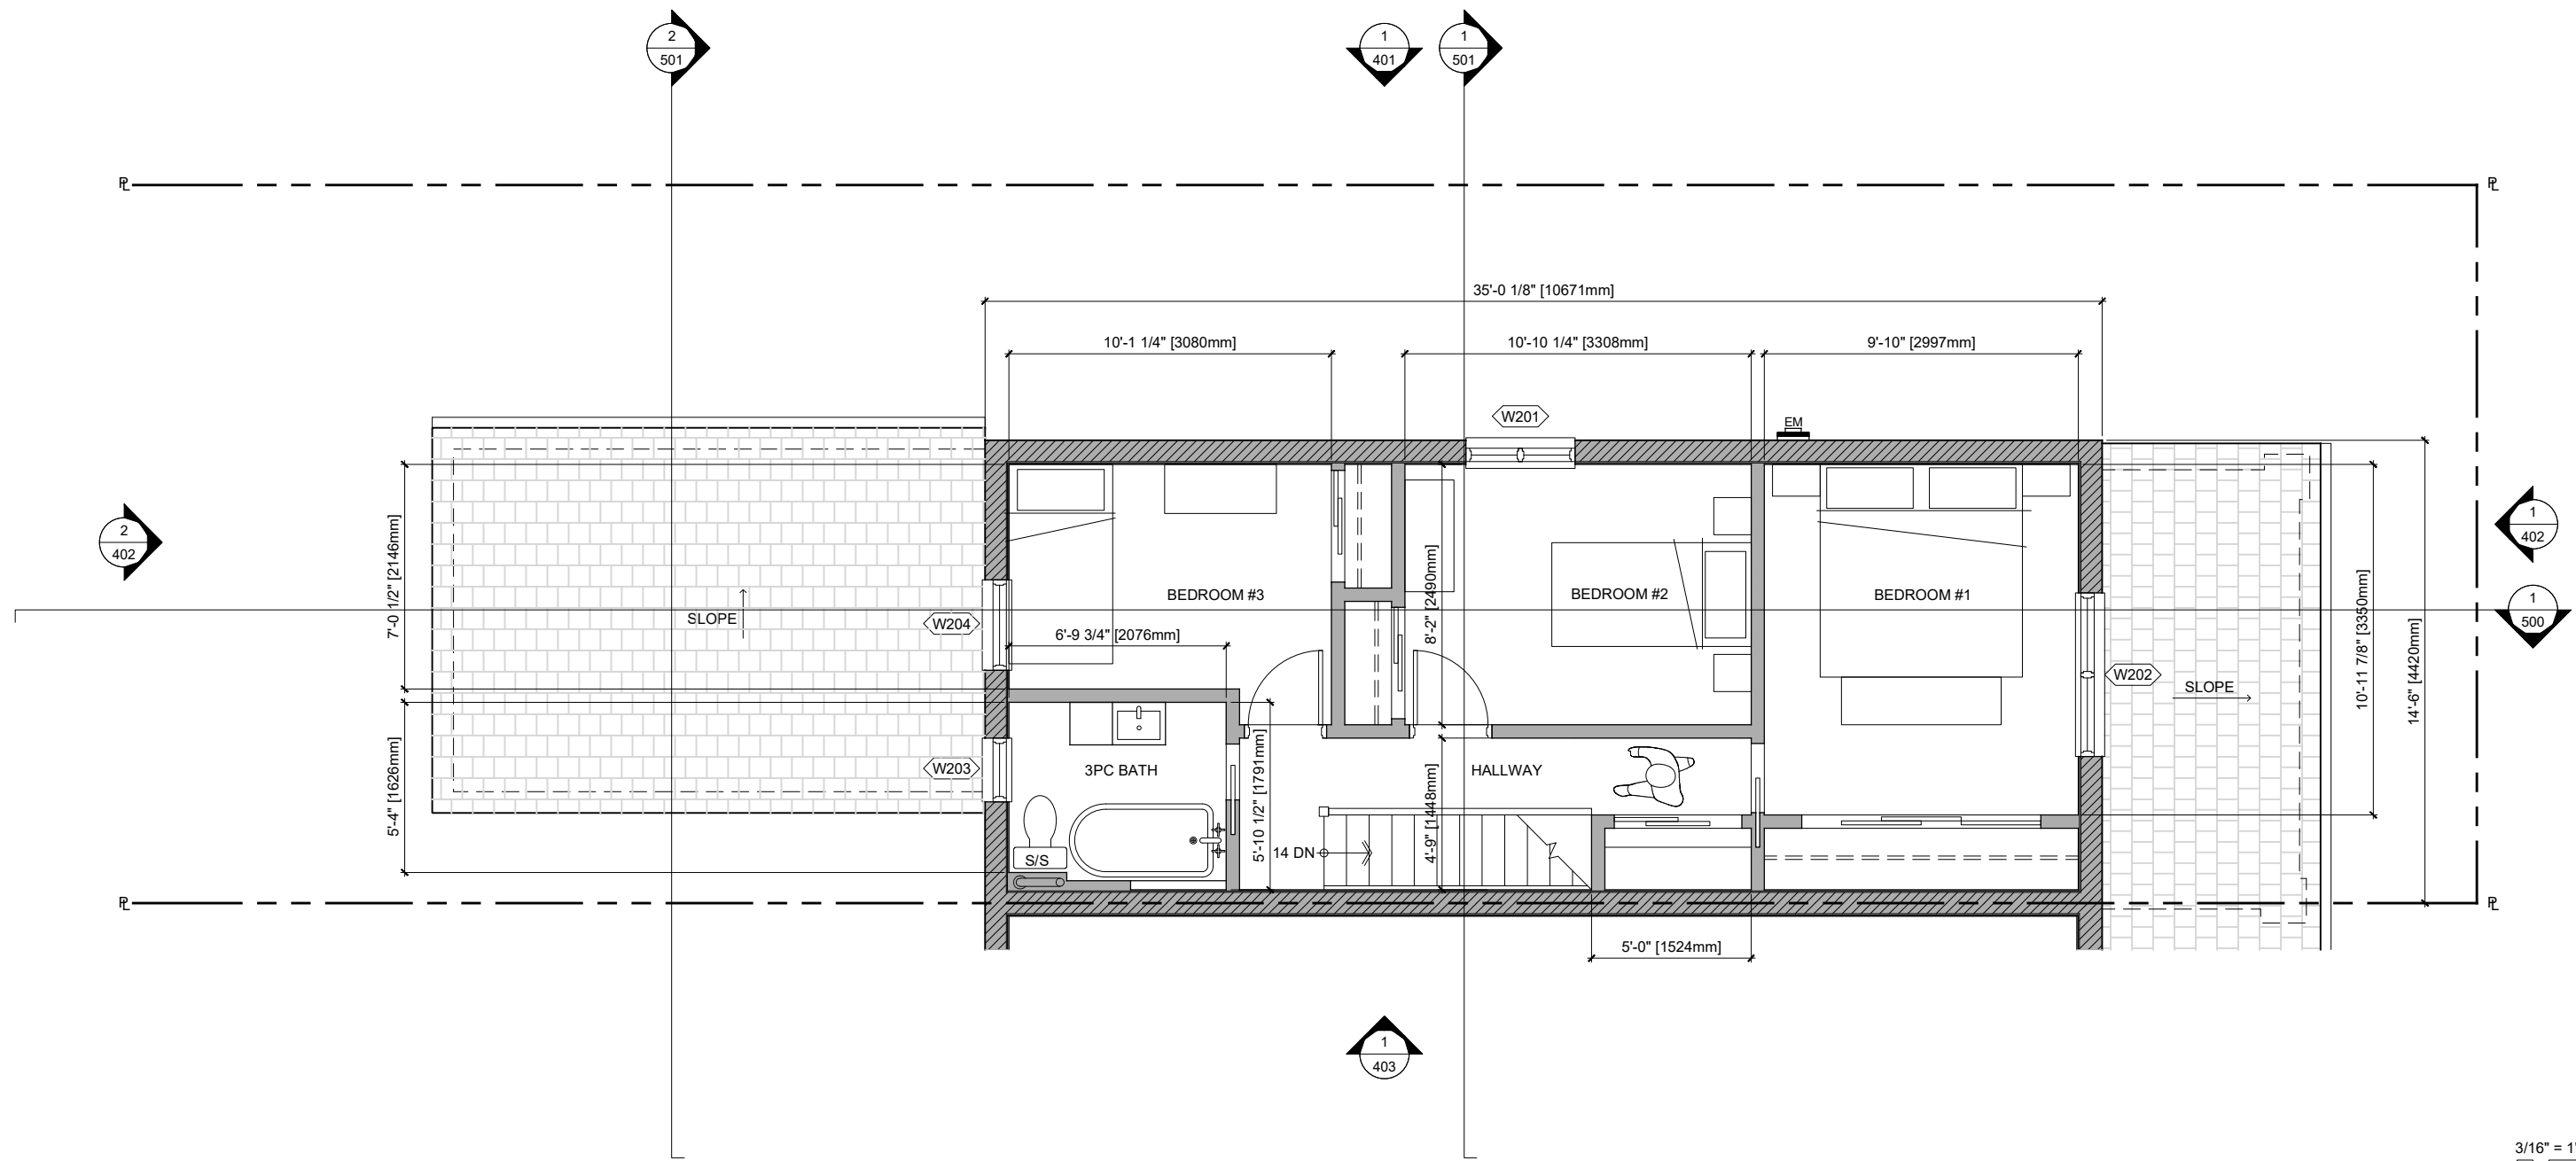 2
501
1
401
1
501
PL
PL
35'-0 1/8" [10671mm]
10'-1 1/4" [3080mm]
10'-10 1/4" [3308mm]
9'-10" [2997mm]
W201
EM
2
402
1
402
7'-0 1/2" [2146mm]
8'-2" [2490mm]
10'-11 7/8" [3350mm]
14'-6" [4420mm]
BEDROOM #3
BEDROOM #2
BEDROOM #1
SLOPE
W204
1
500
6'-9 3/4" [2076mm]
W202
SLOPE
W203
3PC BATH
HALLWAY
5'-4" [1626mm]
5'-10 1/2" [1791mm]
4'-9" [1448mm]
14 DN
S/S
PL
PL
5'-0" [1524mm]
1
403
3/16" = 1'